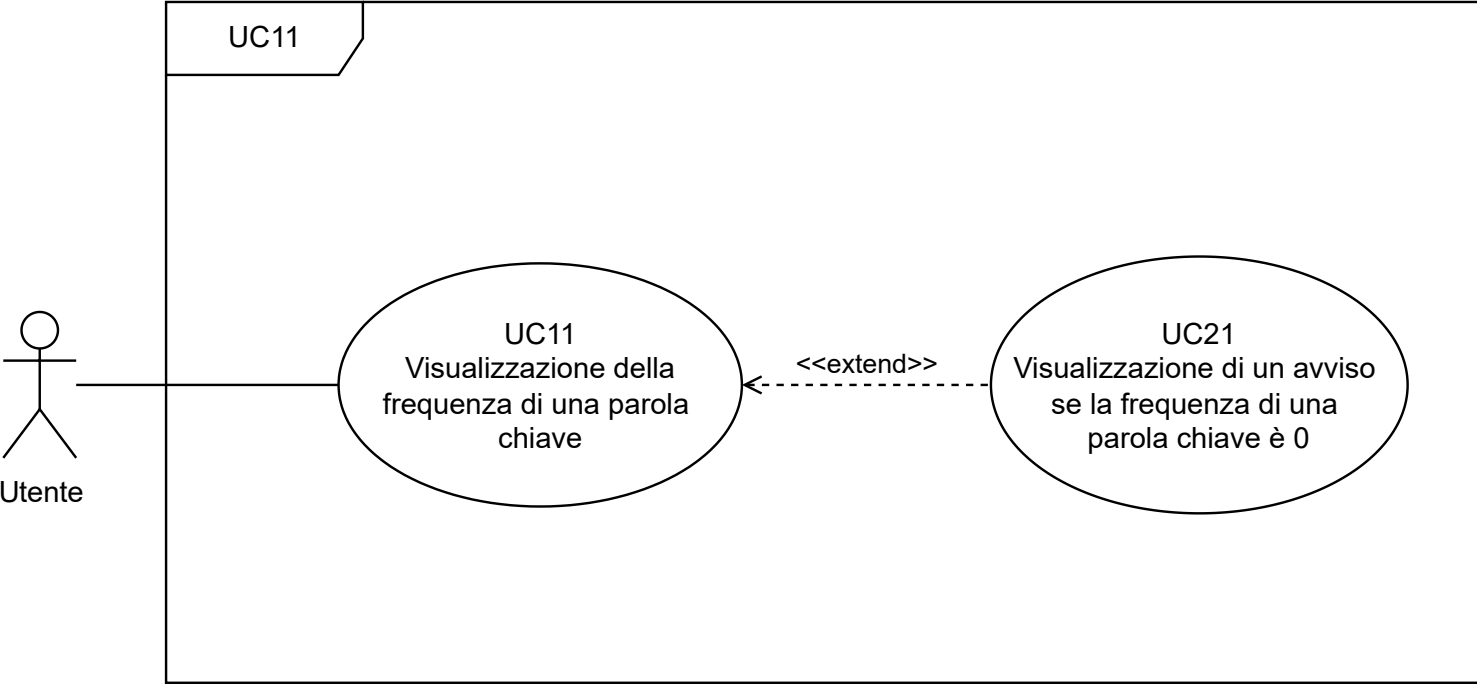 UC11
UC11
Visualizzazione della
frequenza di una parola
chiave
<<extend>>
UC21
Visualizzazione di un avviso
se la frequenza di una
parola chiave è 0
Utente